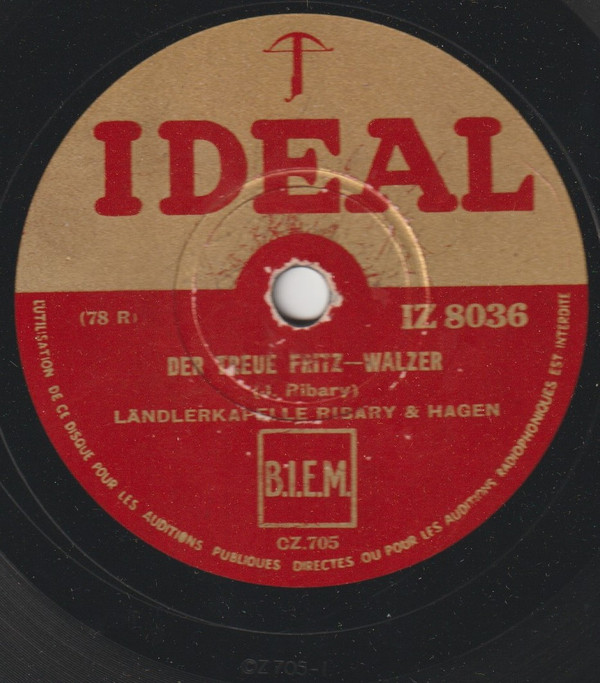 IDEAL
(78 R)
IZ 8036
DER TREUE FRITZ—WALZER
(J. Ribary)
LÄNDLERKAPELLE RIBARY & HAGEN
B.I.E.M.
CZ.705
L'UTILISATION DE CE DISQUE POUR LES AUDITIONS PUBLIQUES DIRECTES OU POUR LES AUDITIONS RADIOPHONIQUES EST INTERDITE
CZ 705-1